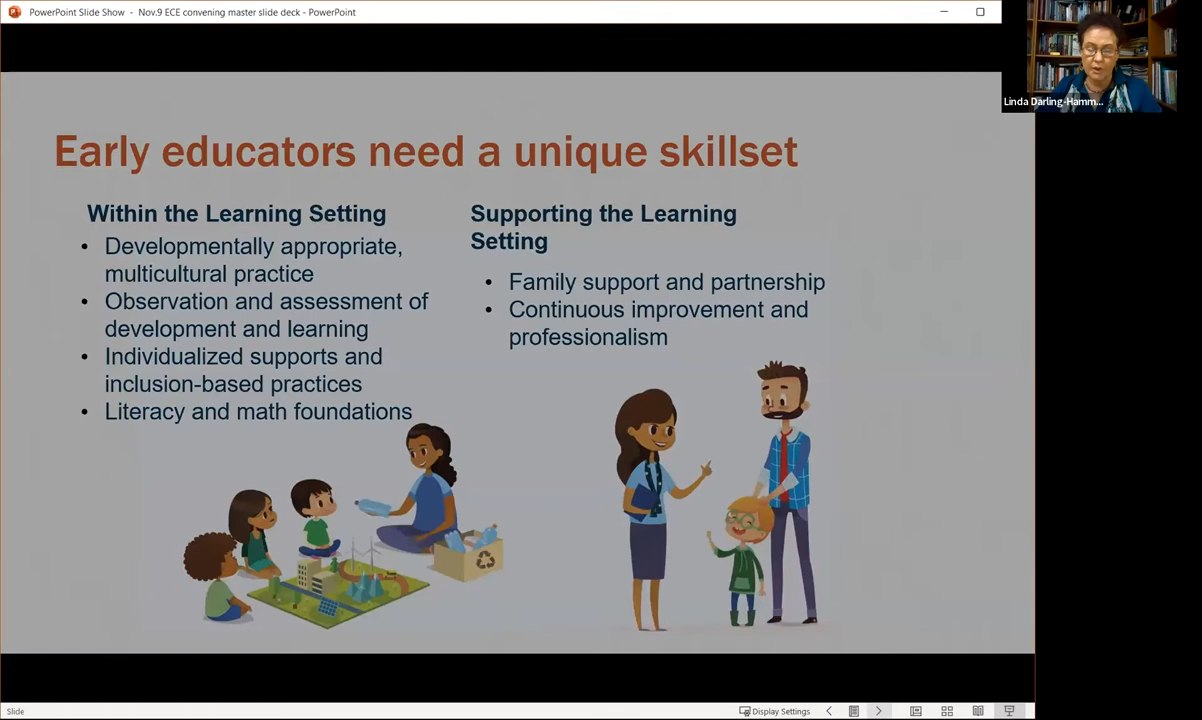 PowerPoint Slide Show - Nov.9 ECE convening master slide deck - PowerPoint
Linda Darling-Hamm...
Early educators need a unique skillset
Within the Learning Setting
• Developmentally appropriate,
multicultural practice
• Observation and assessment of
development and learning
• Individualized supports and
inclusion-based practices
• Literacy and math foundations
Supporting the Learning
Setting
• Family support and partnership
• Continuous improvement and
professionalism
Slide
Display Settings